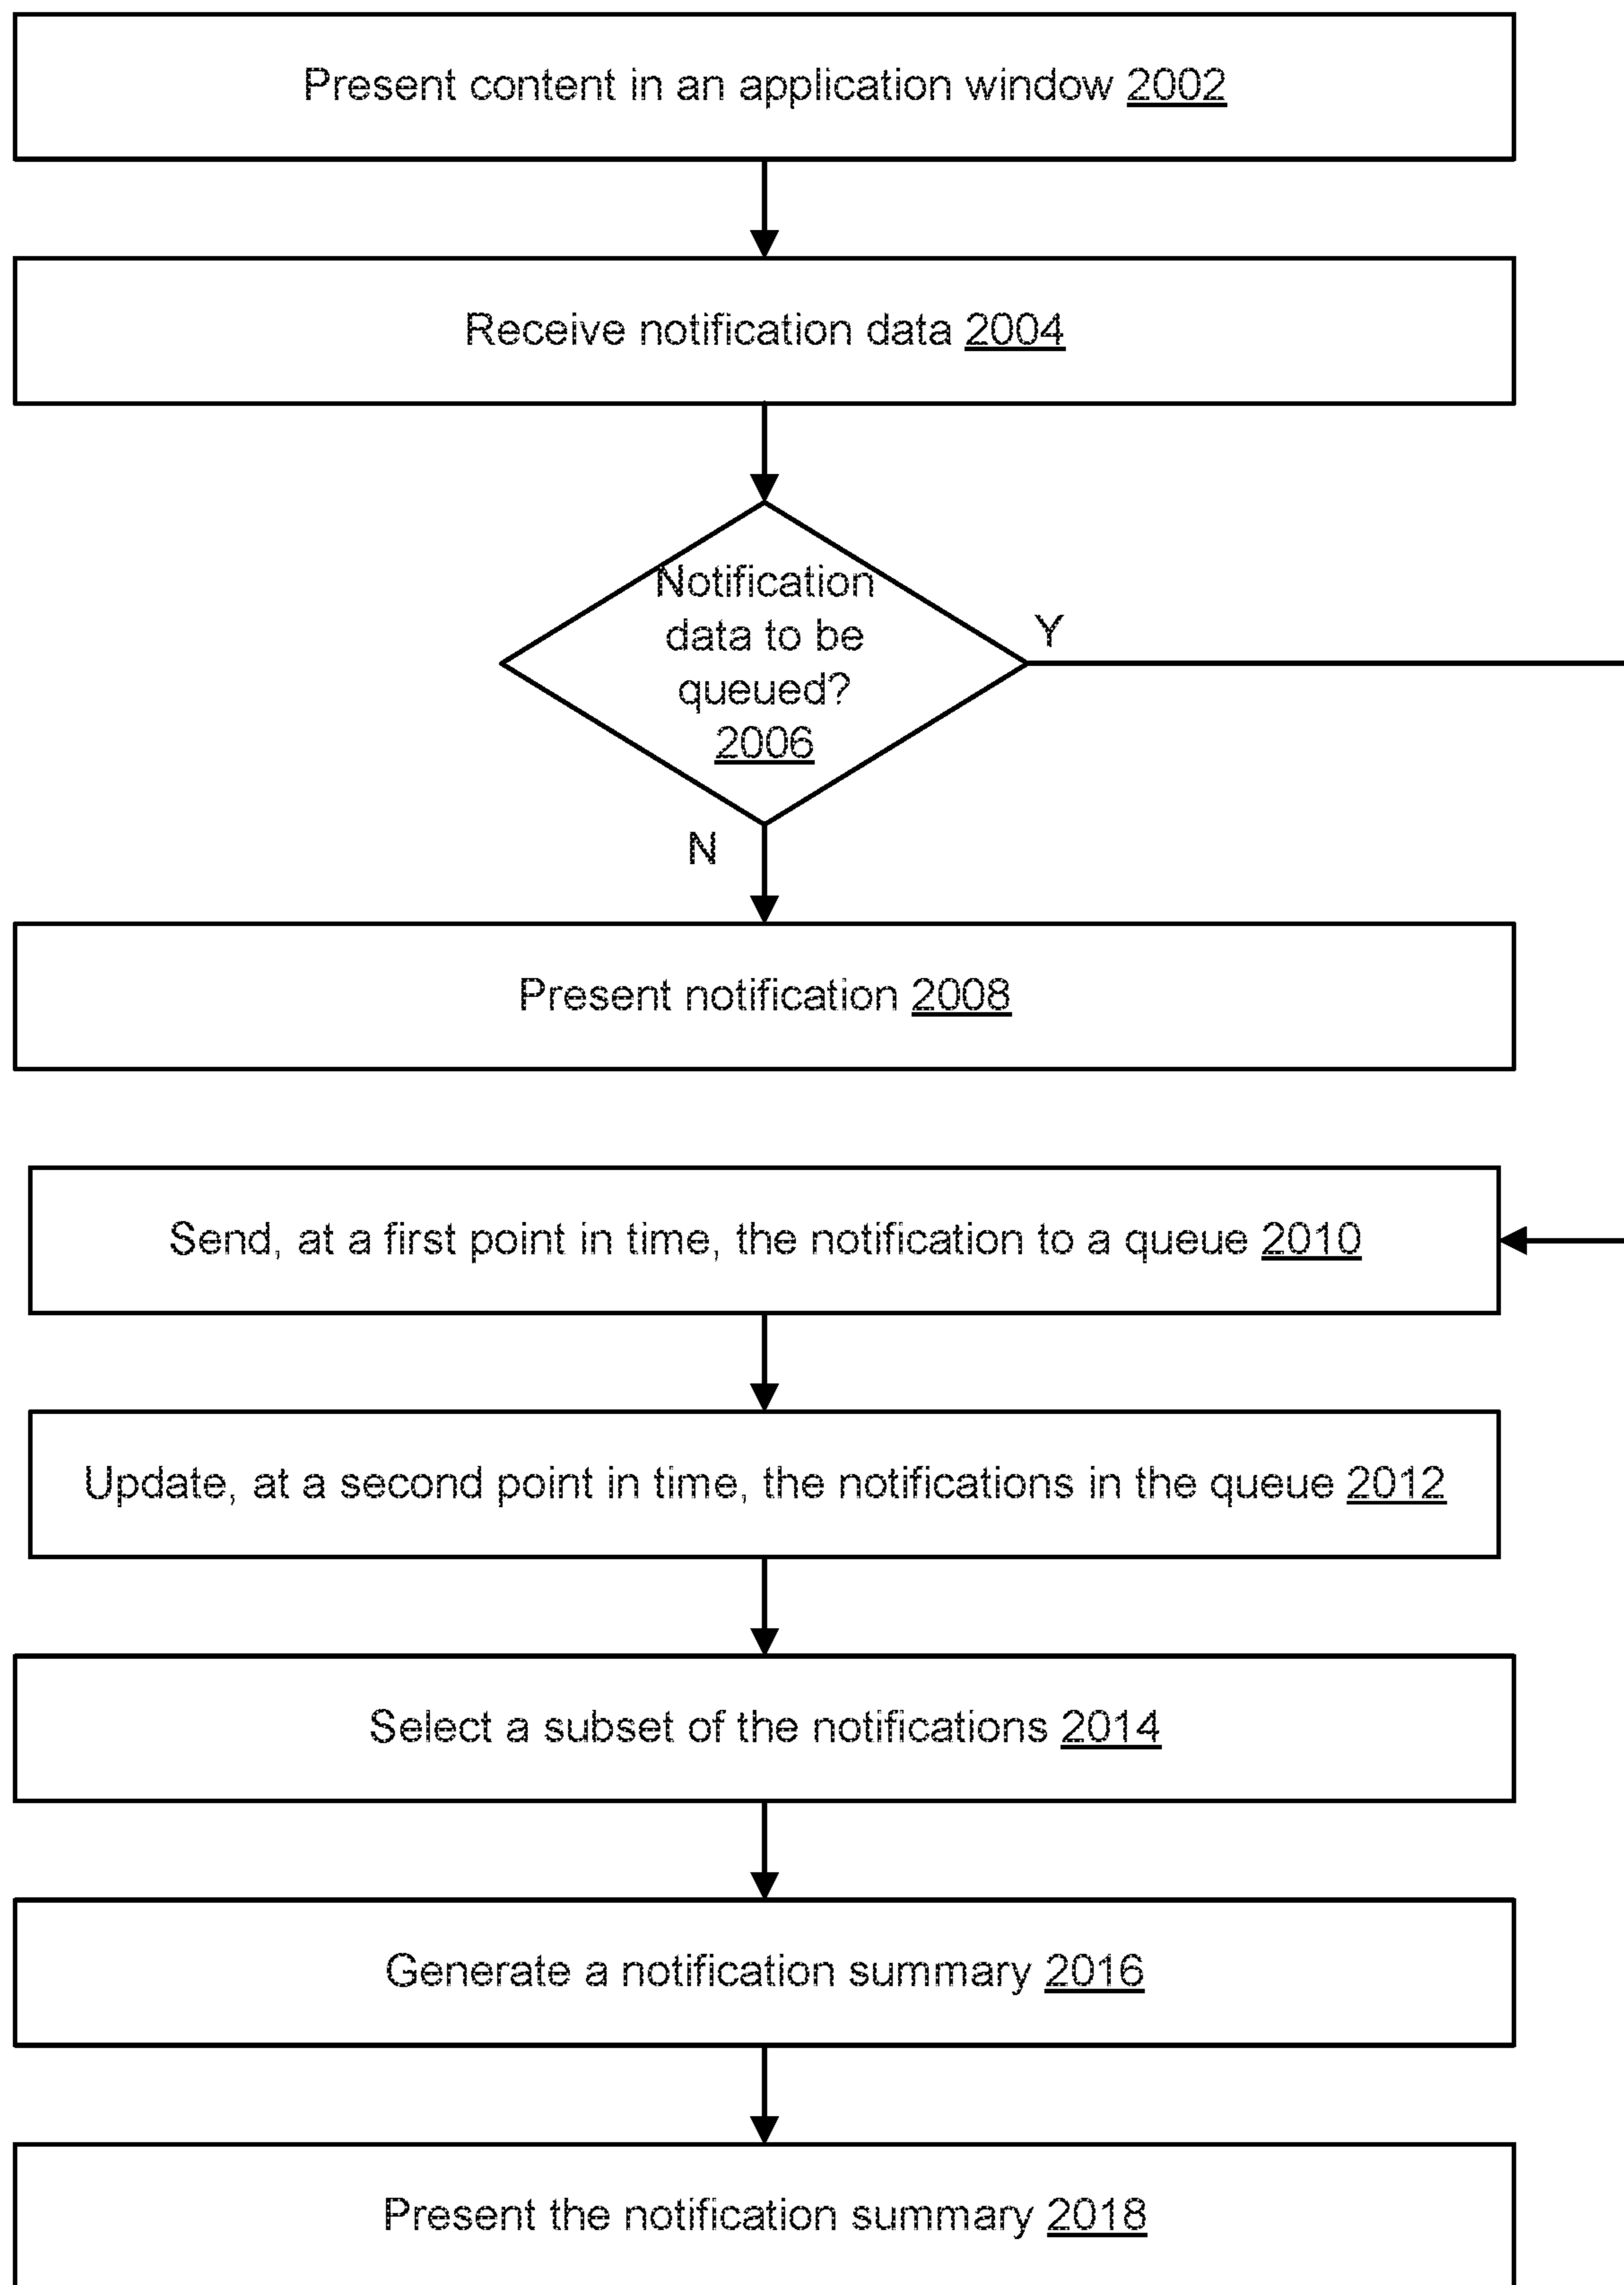 Present content in an application window 2002
Receive notification data 2004
Notification
data to be
queued?
2006
Y
N
Present notification 2008
Send, at a first point in time, the notification to a queue 2010
Update, at a second point in time, the notifications in the queue 2012
Select a subset of the notifications 2014
Generate a notification summary 2016
Present the notification summary 2018